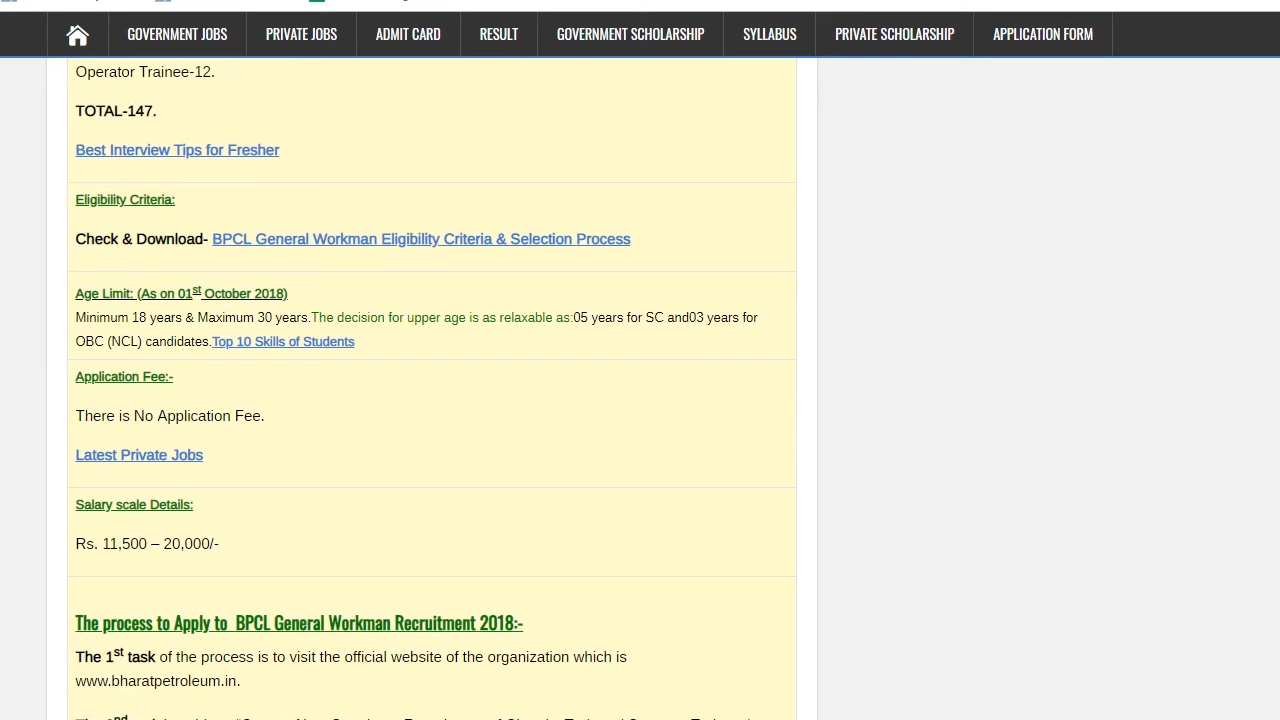 GOVERNMENT JOBS PRIVATE JOBS ADMIT CARD RESULT GOVERNMENT SCHOLARSHIP SYLLABUS PRIVATE SCHOLARSHIP APPLICATION FORM
Operator Trainee-12.
TOTAL-147.
Best Interview Tips for Fresher
Eligibility Criteria:
Check & Download- BPCL General Workman Eligibility Criteria & Selection Process
Age Limit: (As on 01st October 2018)
Minimum 18 years & Maximum 30 years.The decision for upper age is as relaxable as:05 years for SC and03 years for
OBC (NCL) candidates.Top 10 Skills of Students
Application Fee:-
There is No Application Fee.
Latest Private Jobs
Salary scale Details:
Rs. 11,500 – 20,000/-
The process to Apply to BPCL General Workman Recruitment 2018:-
The 1st task of the process is to visit the official website of the organization which is
www.bharatpetroleum.in.